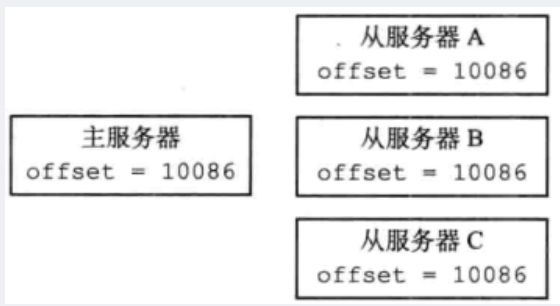 主服务器
offset = 10086
从服务器 A
offset = 10086
从服务器 B
offset = 10086
从服务器 C
offset = 10086